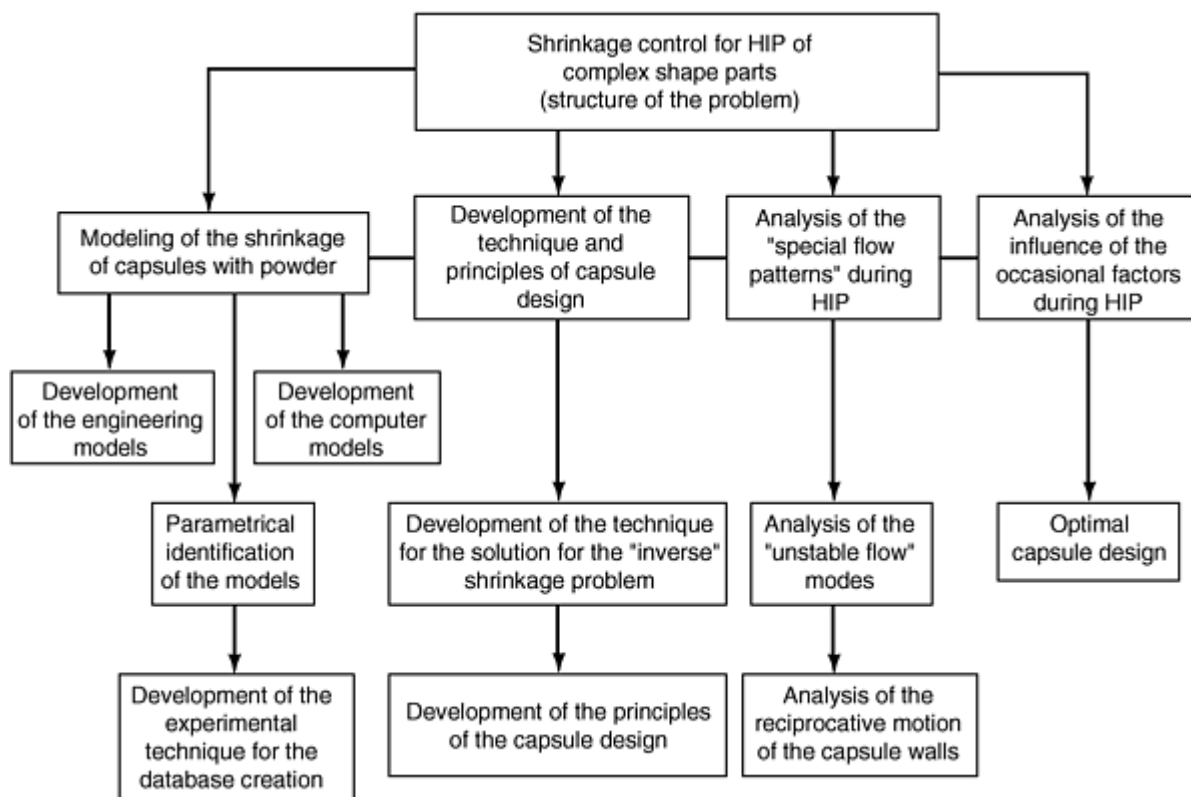 Shrinkage control for HIP of
complex shape parts
(structure of the problem)
Modeling of the shrinkage
of capsules with powder
Development of the
technique and
principles of capsule
design
Analysis of the
"special flow
patterns" during
HIP
Analysis of the
influence of the
occasional factors
during HIP
Development
of the engineering
models
Development
of the computer
models
Parametrical
identification
of the models
Development of the technique
for the solution for the "inverse"
shrinkage problem
Analysis of the
"unstable flow"
modes
Optimal
capsule design
Development of the
experimental
technique for the
database creation
Development of the principles
of the capsule design
Analysis of the
reciprocative motion
of the capsule walls